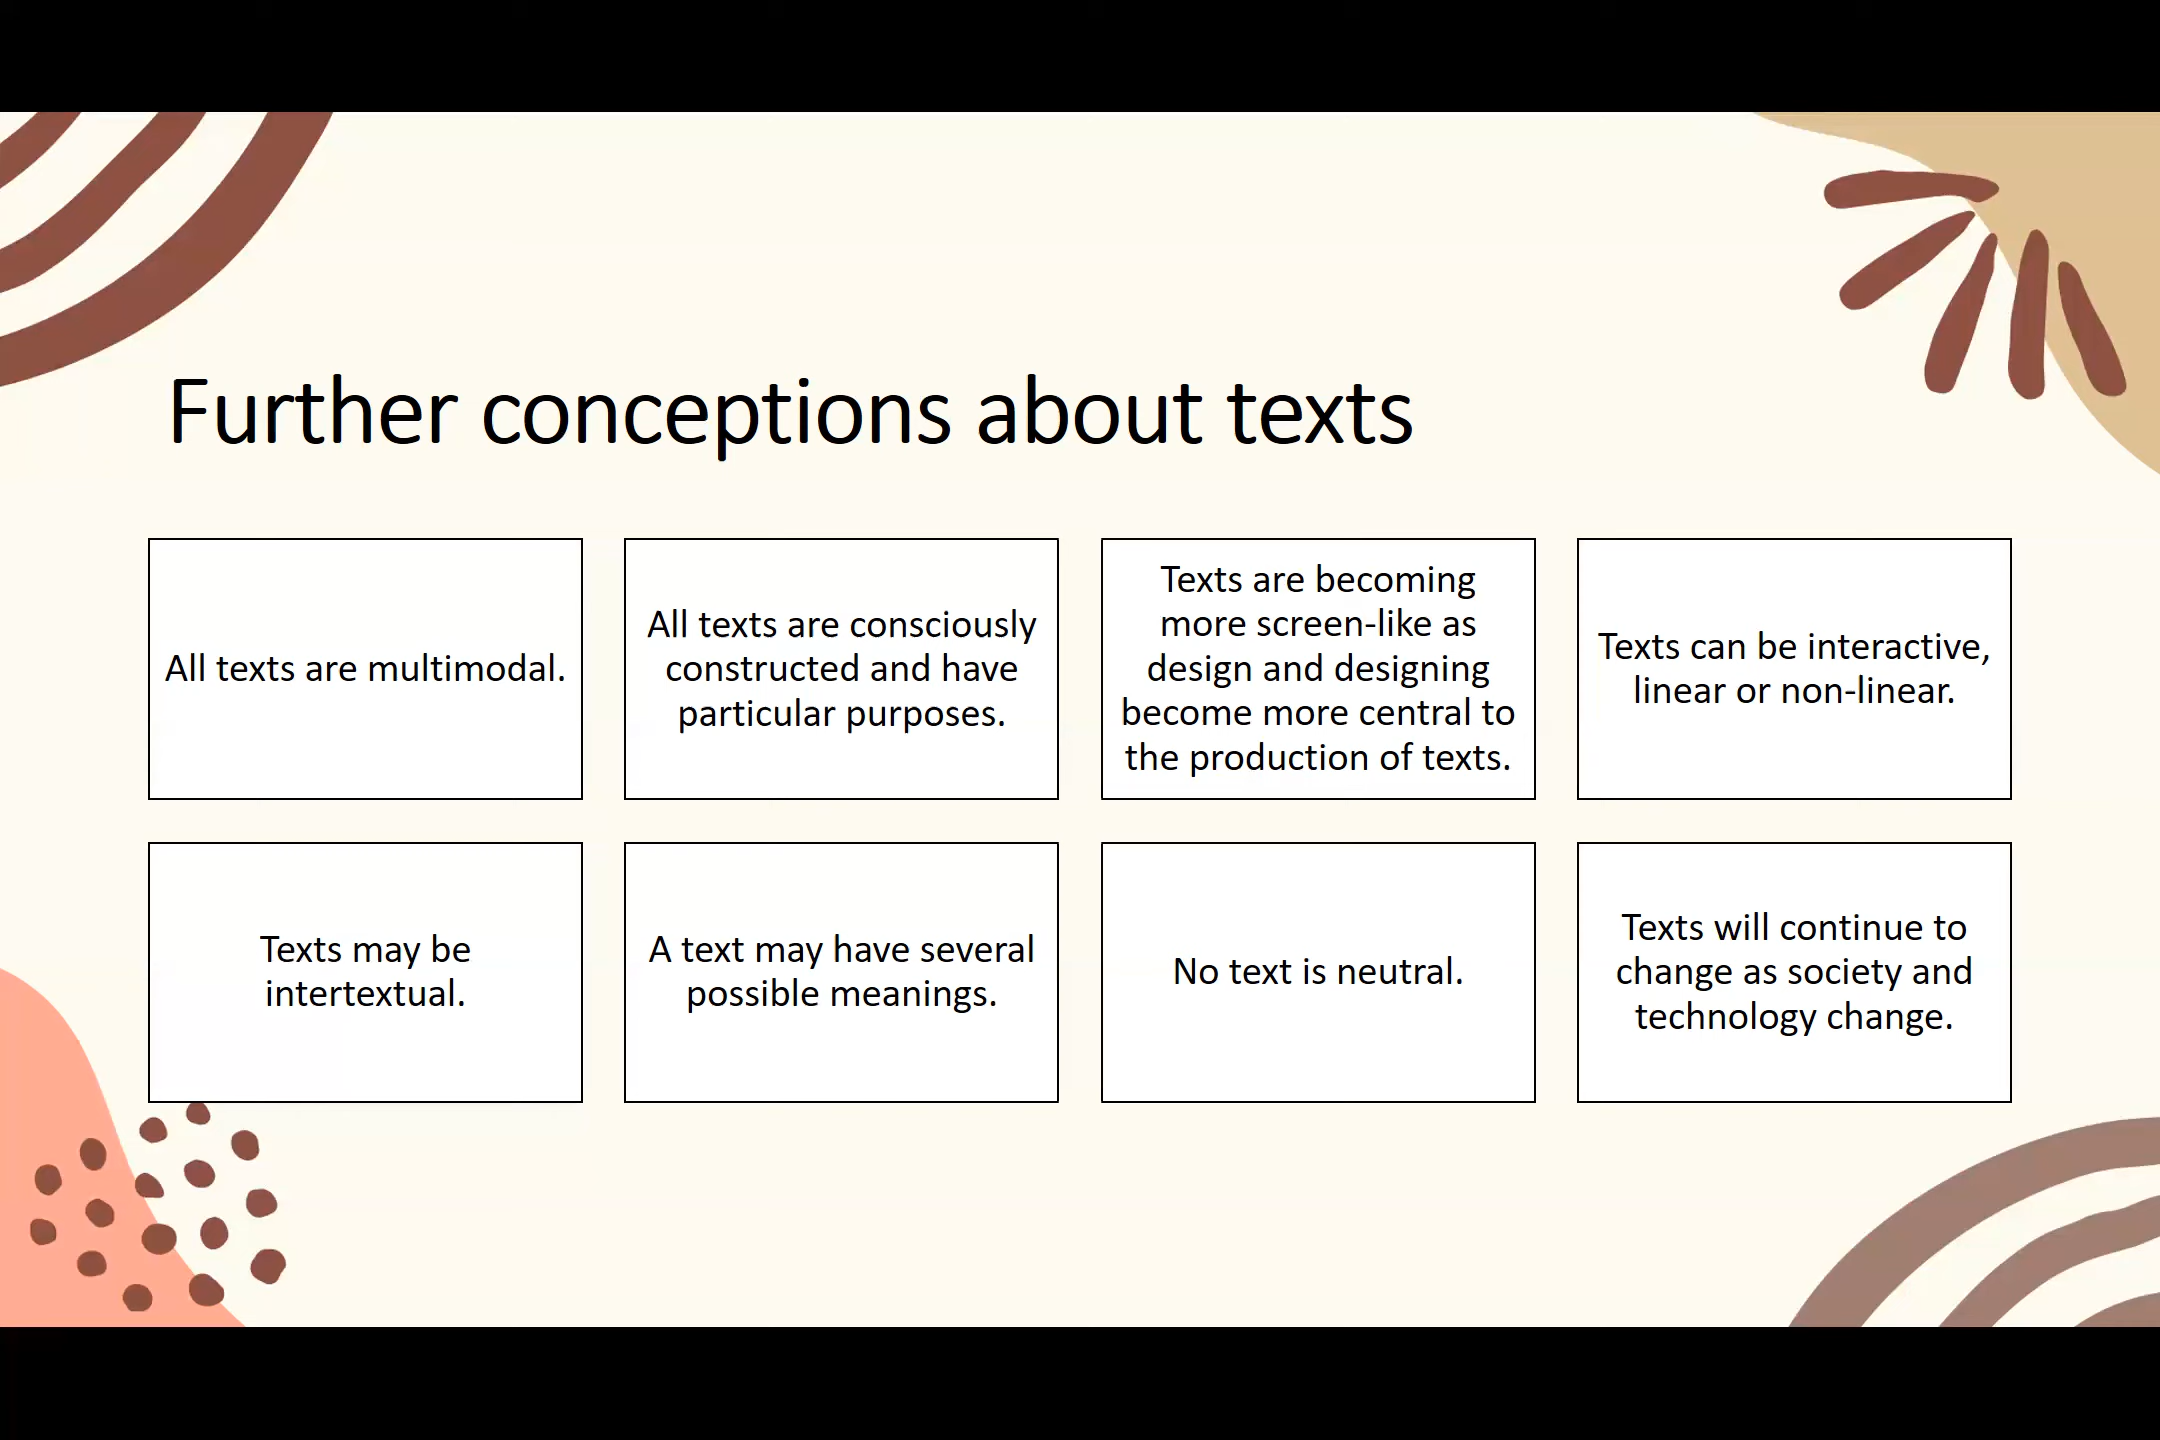 Further conceptions about texts
All texts are multimodal.
All texts are consciously
constructed and have
particular purposes.
Texts are becoming
more screen-like as
design and designing
become more central to
the production of texts.
Texts can be interactive,
linear or non-linear.
Texts may be
intertextual.
A text may have several
possible meanings.
No text is neutral.
Texts will continue to
change as society and
technology change.